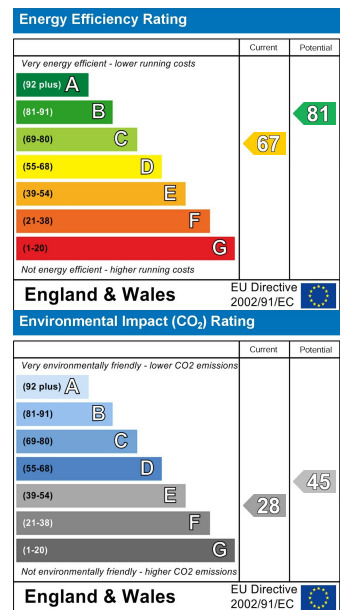 Energy Efficiency Rating
Current Potential
Very energy efficient - lower running costs
(92 plus) A
(81-91) B
81
(69-80) C
67
(55-68) D
(39-54) E
(21-38) F
(1-20) G
Not energy efficient - higher running costs
England & Wales
EU Directive
2002/91/EC
Environmental Impact (CO₂) Rating
Current Potential
Very environmentally friendly - lower CO2 emissions
(92 plus) A
(81-91) B
(69-80) C
(55-68) D
(39-54) E
45
28
(21-38) F
(1-20) G
Not environmentally friendly - higher CO2 emissions
England & Wales
EU Directive
2002/91/EC